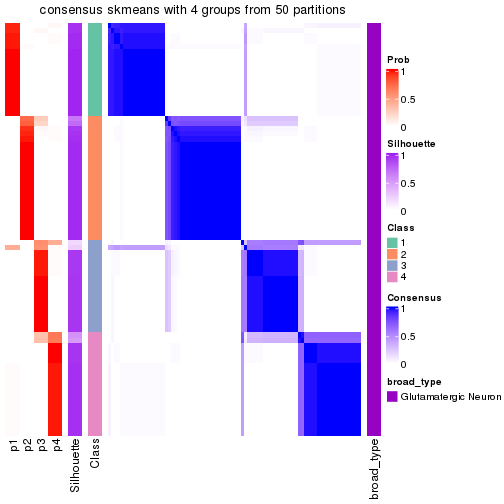 consensus skmeans with 4 groups from 50 partitions
Prob
1
0.5
0
Silhouette
1
0.5
0
Class
1
2
3
4
Consensus
1
0.5
0
broad_type
Glutamatergic Neuron
p1
p2
p3
p4
Silhouette
Class
broad_type